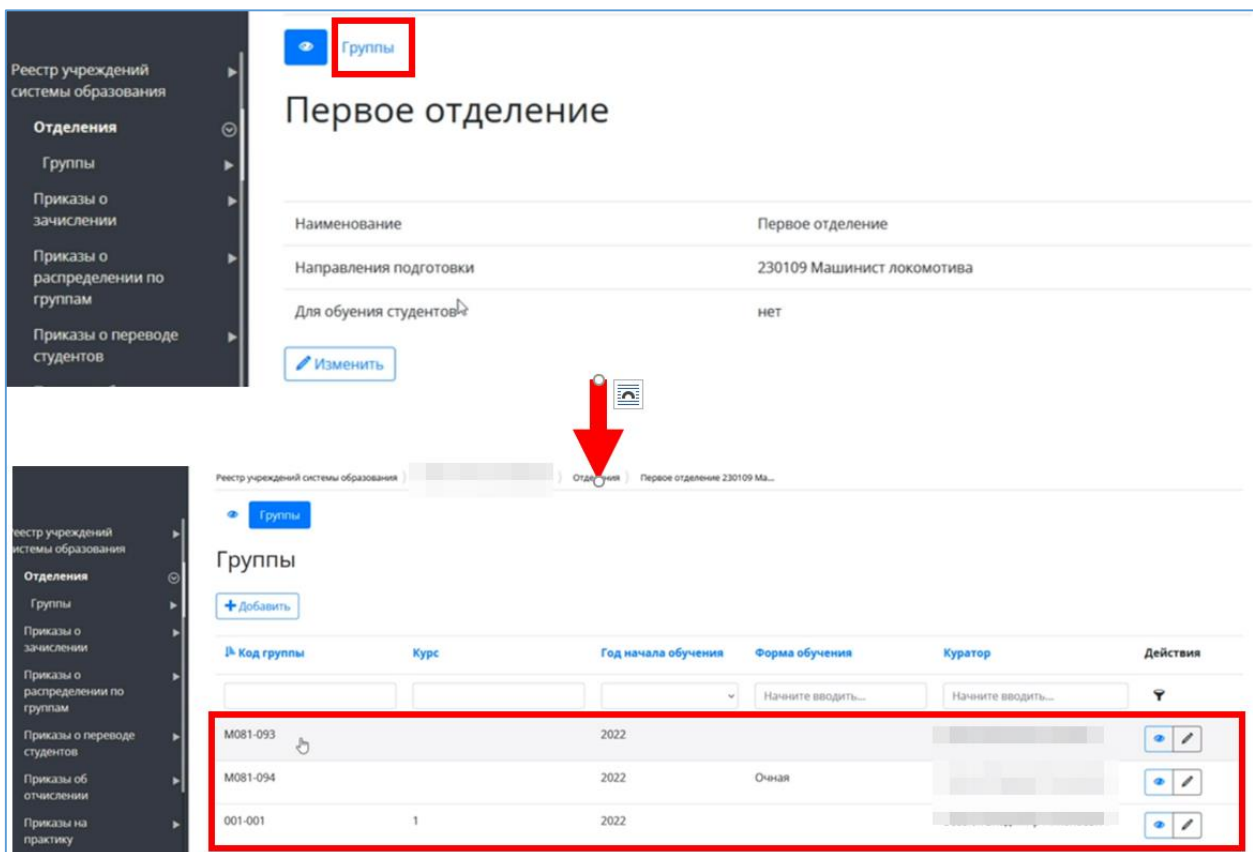 Группы
Реестр учреждений
системы образования
Отделения
Группы
Приказы о
зачислении
Приказы о
распределении по
группам
Приказы о переводе
студентов
Первое отделение
Наименование Первое отделение
Направления подготовки 230109 Машинист локомотива
Для обуения студентов нет
Изменить
Реестр учреждений системы образования Отделения Первое отделение 230109 Ма...
Группы
еестр учреждений
истемы образования
Отделения
Группы
Приказы о
зачислении
Приказы о
распределении по
группам
Приказы о переводе
студентов
Приказы об
отчислении
Приказы на
практику
Группы
Добавить
Код группы Курс Год начала обучения Форма обучения Куратор Действия
Начните вводить... Начните вводить...
М081-093 2022
М081-094 2022 Очная
001-001 1 2022